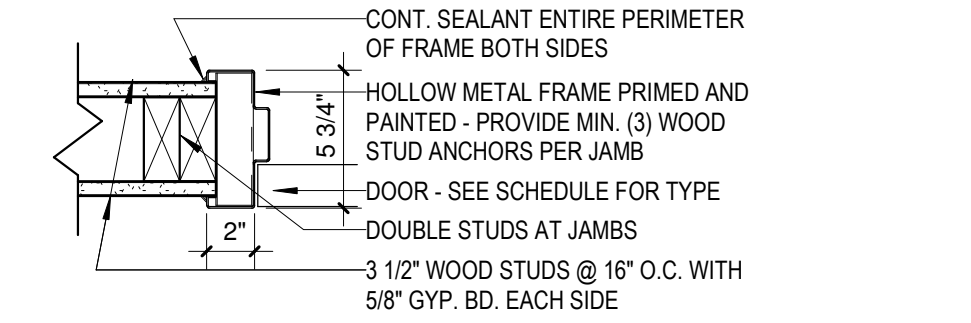 CONT. SEALANT ENTIRE PERIMETER
OF FRAME BOTH SIDES
HOLLOW METAL FRAME PRIMED AND
PAINTED - PROVIDE MIN. (3) WOOD
STUD ANCHORS PER JAMB
5 3/4"
DOOR - SEE SCHEDULE FOR TYPE
2"
DOUBLE STUDS AT JAMBS
3 1/2" WOOD STUDS @ 16" O.C. WITH
5/8" GYP. BD. EACH SIDE